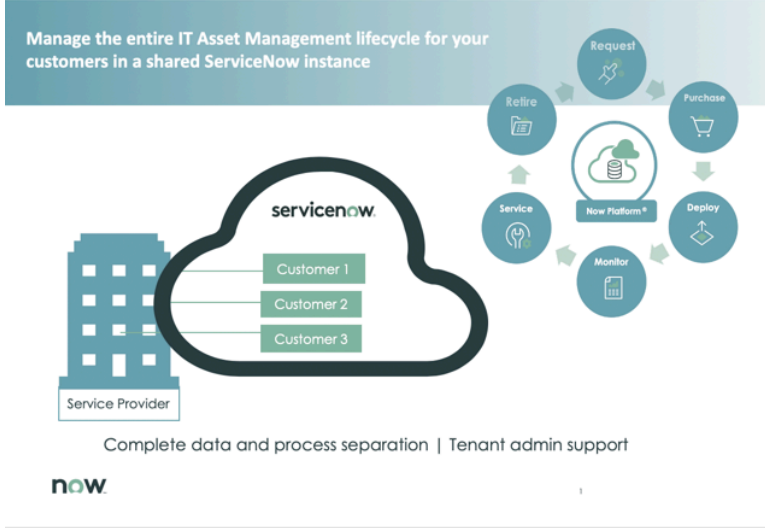 Manage the entire IT Asset Management lifecycle for your
customers in a shared ServiceNow instance
Request
Retire
Purchase
Now Platform®
Service
Deploy
Monitor
servicenow.
Customer 1
Customer 2
Customer 3
Service Provider
Complete data and process separation | Tenant admin support
now.
1